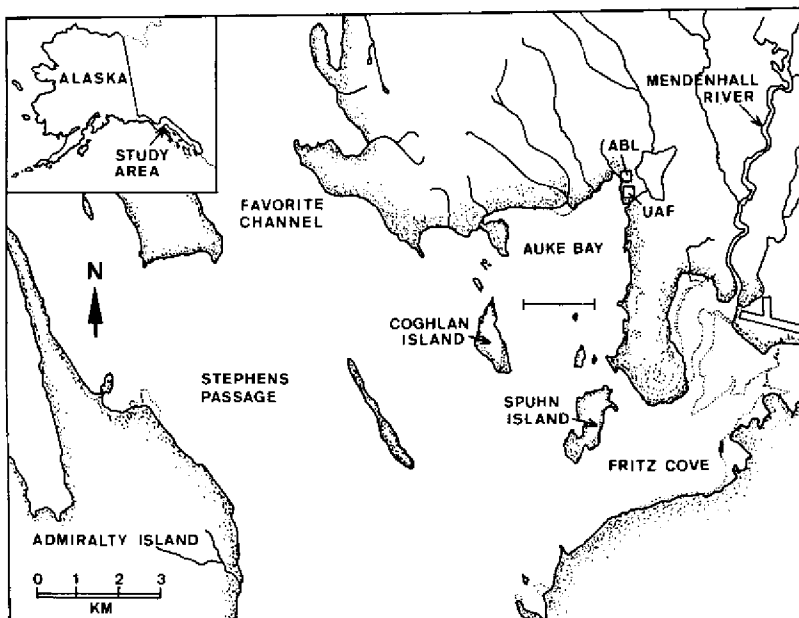 ALASKA
STUDY
AREA
MENDENHALL
RIVER
ABL
UAF
FAVORITE
CHANNEL
AUKE BAY
N
COGHLAN
ISLAND
STEPHENS
PASSAGE
SPUHN
ISLAND
FRITZ COVE
ADMIRALTY ISLAND
0 1 2 3
KM